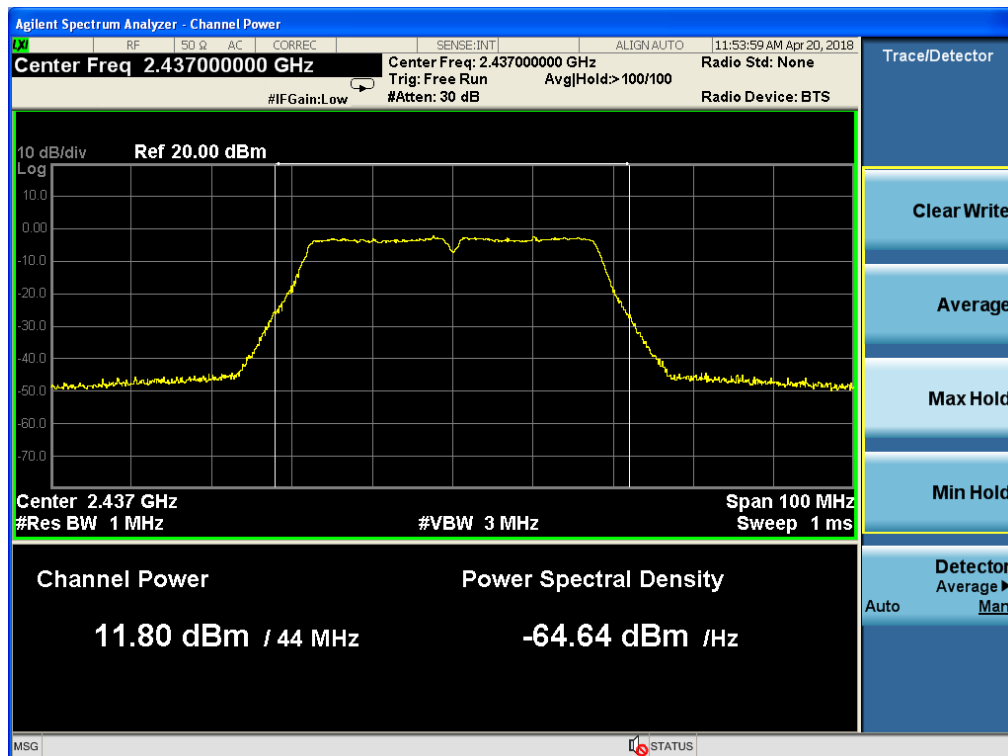 Agilent Spectrum Analyzer - Channel Power
LXI RF 50 Ω AC CORREC SENSE:INT ALIGN AUTO 11:53:59 AM Apr 20, 2018
Center Freq 2.437000000 GHz
Center Freq: 2.437000000 GHz
Radio Std: None
Trig: Free Run Avg|Hold:> 100/100
#IFGain:Low
#Atten: 30 dB
Radio Device: BTS
10 dB/div Ref 20.00 dBm
Log
10.0
0.00
-10.0
-20.0
-30.0
-40.0
-50.0
-60.0
-70.0
Center 2.437 GHz
Span 100 MHz
#Res BW 1 MHz
#VBW 3 MHz
Sweep 1 ms
Channel Power
Power Spectral Density
11.80 dBm / 44 MHz
-64.64 dBm /Hz
MSG
STATUS
Trace/Detector
Clear Write
Average
Max Hold
Min Hold
Detector
Average▶
Auto Man